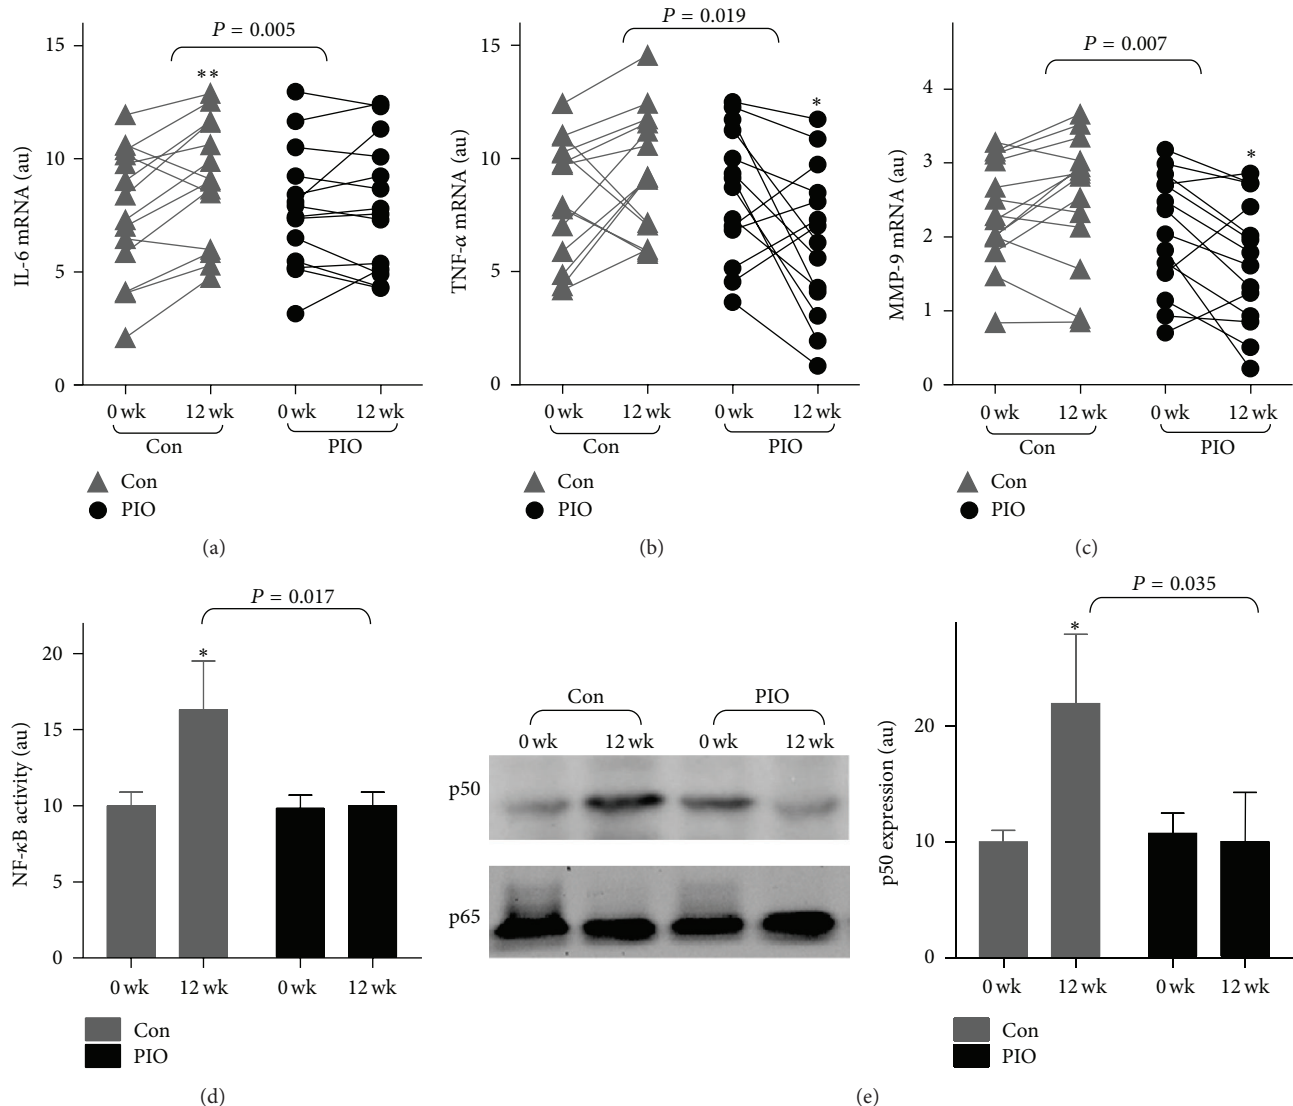 P = 0.005
**
IL-6 mRNA (au)
15
10
5
0
0 wk 12 wk 0 wk 12 wk
Con PIO
Con
PIO
(a)
P = 0.019
*
TNF-α mRNA (au)
15
10
5
0
0 wk 12 wk 0 wk 12 wk
Con PIO
Con
PIO
(b)
P = 0.007
*
MMP-9 mRNA (au)
4
3
2
1
0
0 wk 12 wk 0 wk 12 wk
Con PIO
Con
PIO
(c)
P = 0.017
*
NF-κB activity (au)
20
15
10
5
0
0 wk 12 wk 0 wk 12 wk
Con
PIO
(d)
Con PIO
0 wk 12 wk 0 wk 12 wk
p50
p65
P = 0.035
*
p50 expression (au)
20
10
0
0 wk 12 wk 0 wk 12 wk
Con
PIO
(e)